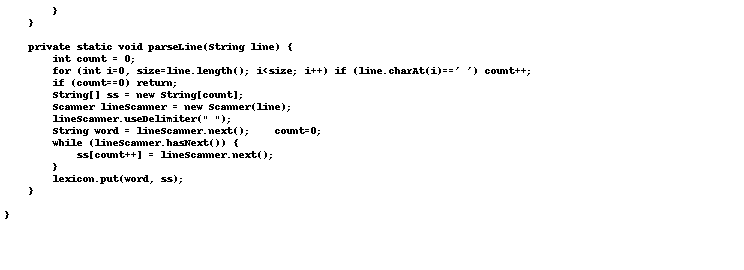 }
    }

    private static void parseLine(String line) {
        int count = 0;
        for (int i=0, size=line.length(); i<size; i++) if (line.charAt(i)==' ') count++;
        if (count==0) return;
        String[] ss = new String[count];
        Scanner lineScanner = new Scanner(line);
        lineScanner.useDelimiter(" ");
        String word = lineScanner.next();    count=0;
        while (lineScanner.hasNext()) {
            ss[count++] = lineScanner.next();
        }
        lexicon.put(word, ss);
    }

}